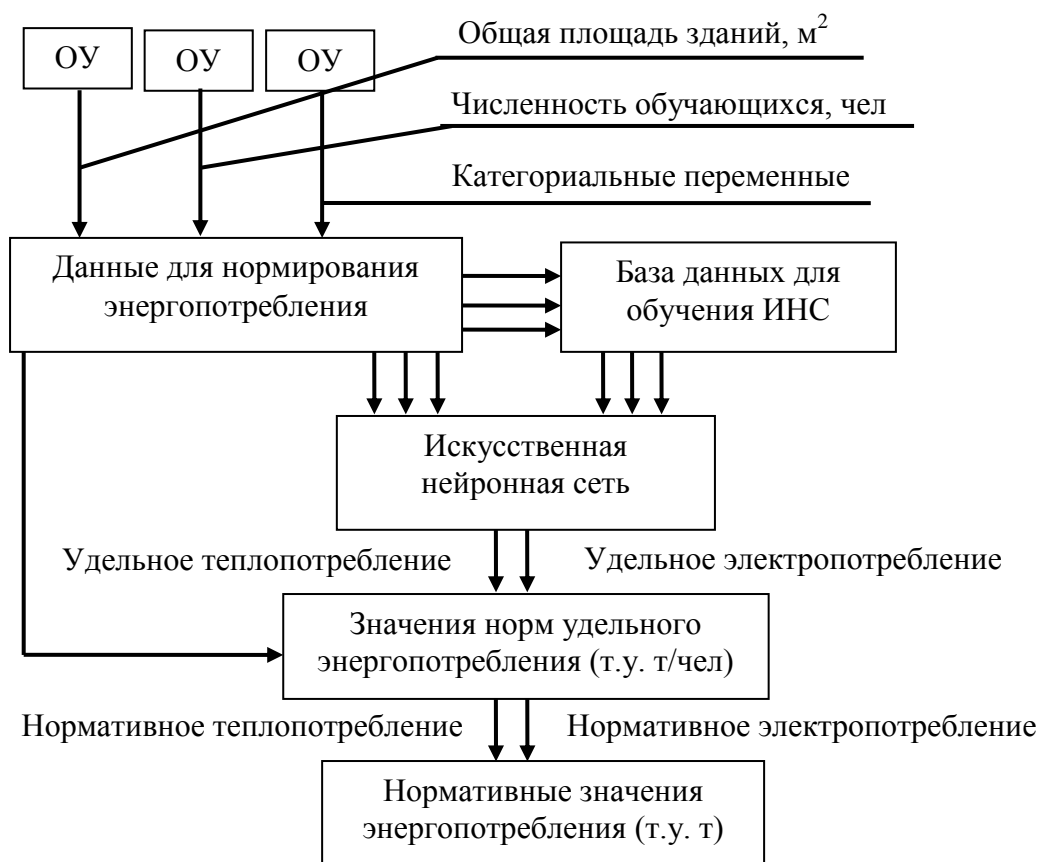 ОУ ОУ ОУ
Общая площадь зданий, м²
Численность обучающихся, чел
Категориальные переменные
Данные для нормирования
энергопотребления
База данных для
обучения ИНС
Искусственная
нейронная сеть
Удельное теплопотребление
Удельное электропотребление
Значения норм удельного
энергопотребления (т.у. т/чел)
Нормативное теплопотребление
Нормативное электропотребление
Нормативные значения
энергопотребления (т.у. т)